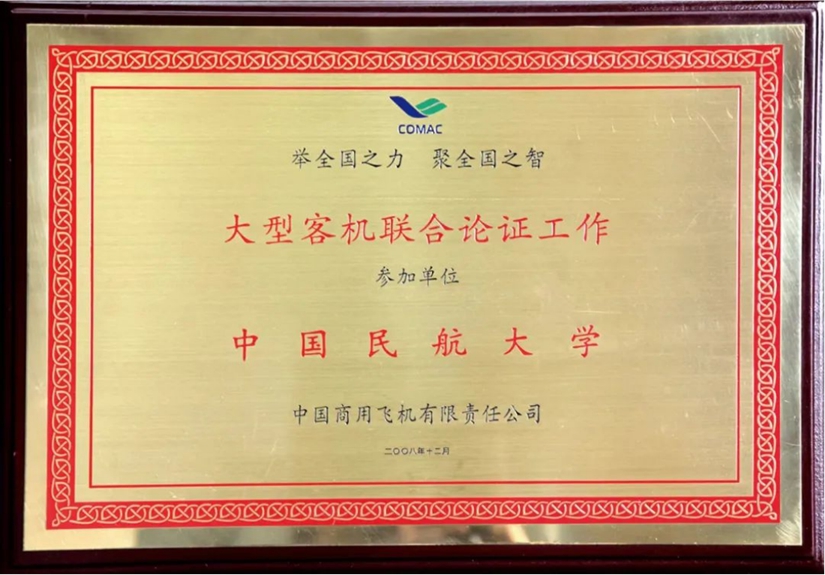 COMAC
举全国之力 聚全国之智
大型客机联合论证工作
参加单位
中国民航大学
中国商用飞机有限责任公司
二〇〇八年十二月